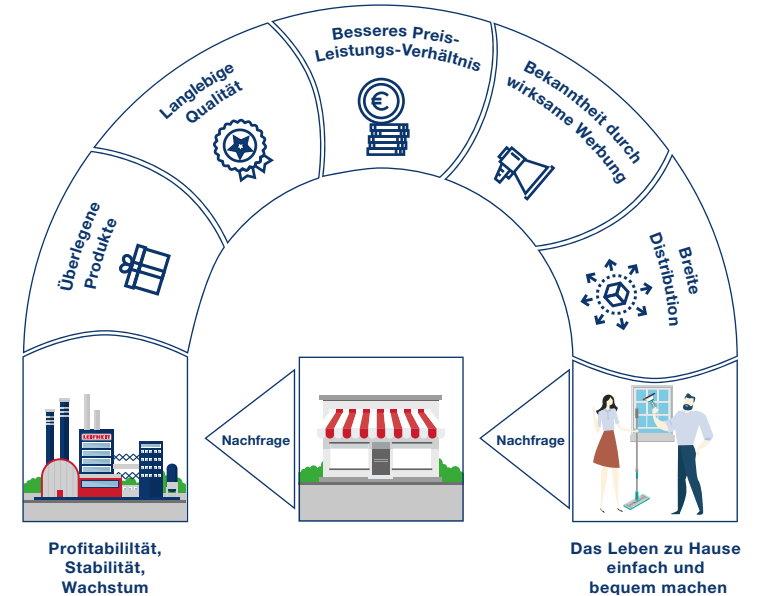 Überlegene
Produkte
Langlebige
Qualität
Besseres Preis-
Leistungs-Verhältnis
Bekanntheit durch
wirksame Werbung
Breite
Distribution
LEIFHEIT
Nachfrage
Nachfrage
Profitabililtät,
Stabilität,
Wachstum
Das Leben zu Hause
einfach und
bequem machen